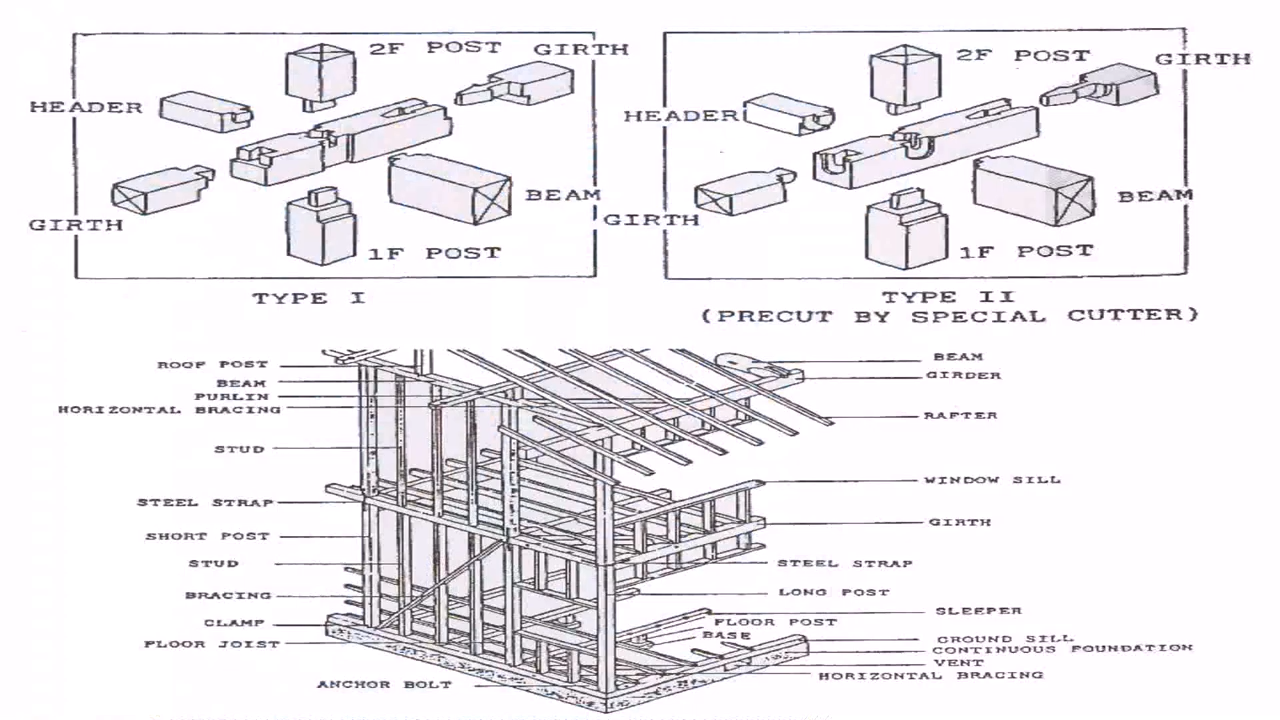 2F POST
GIRTH
HEADER
BEAM
GIRTH
1F POST
TYPE I
2F POST
GIRTH
HEADER
BEAM
GIRTH
1F POST
TYPE II
(PRECUT BY SPECIAL CUTTER)
ROOF POST
BEAM
PURLIN
HORIZONTAL BRACING
STUD
STEEL STRAP
SHORT POST
STUD
BRACING
CLAMP
FLOOR JOIST
ANCHOR BOLT
BEAM
GIRDER
RAFTER
WINDOW SILL
GIRTH
STEEL STRAP
LONG POST
SLEEPER
FLOOR POST
BASE
GROUND SILL
CONTINUOUS FOUNDATION
VENT
HORIZONTAL BRACING